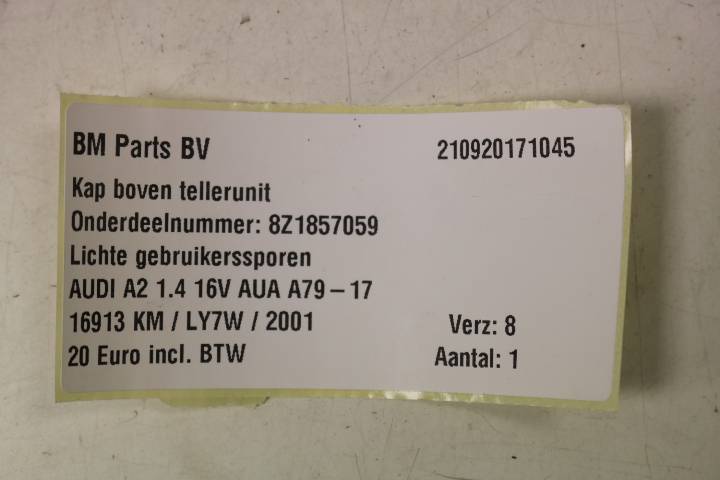 BM Parts BV 210920171045
Kap boven tellerunit
Onderdeelnummer: 8Z1857059
Lichte gebruikerssporen
AUDI A2 1.4 16V AUA A79-17
16913 KM / LY7W / 2001 Verz: 8
20 Euro incl. BTW Aantal: 1